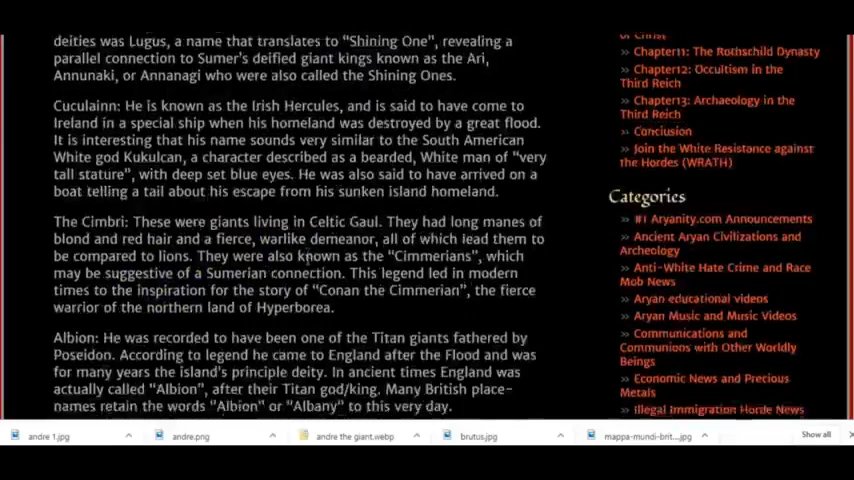 deities was Lugus, a name that translates to "Shining One", revealing a
parallel connection to Sumer's deified giant kings known as the Ari,
Annunaki, or Annanagi who were also called the Shining Ones.
Cuculainn: He is known as the Irish Hercules, and is said to have come to
Ireland in a special ship when his homeland was destroyed by a great flood.
It is interesting that his name sounds very similar to the South American
White god Kukulcan, a character described as a bearded, White man of "very
tall stature", with deep set blue eyes. He was also said to have arrived on a
boat telling a tail about his escape from his sunken island homeland.
The Cimbri: These were giants living in Celtic Gaul. They had long manes of
blond and red hair and a fierce, warlike demeanor, all of which lead them to
be compared to lions. They were also known as the "Cimmerians", which
may be suggestive of a Sumerian connection. This legend led in modern
times to the inspiration for the story of "Conan the Cimmerian", the fierce
warrior of the northern land of Hyperborea.
Albion: He was recorded to have been one of the Titan giants fathered by
Poseidon. According to legend he came to England after the Flood and was
for many years the island's principle deity. In ancient times England was
actually called "Albion", after their Titan god/king. Many British place-
names retain the words "Albion" or "Albany" to this very day.
of Christ
» Chapter11: The Rothschild Dynasty
» Chapter12: Occultism in the
Third Reich
» Chapter13: Archaeology in the
Third Reich
» Conclusion
» Join the White Resistance against
the Hordes (WRATH)
Categories
» #1 Aryanity.com Announcements
» Ancient Aryan Civilizations and
Archeology
» Anti-White Hate Crime and Race
Mob News
» Aryan educational videos
» Aryan Music and Music Videos
» Communications and
Communions with Other Worldly
Beings
» Economic News and Precious
Metals
» Illegal Immigration Horde News
andre 1.jpg
andre.png
andre the giant.webp
brutus.jpg
mappa-mundi-brit....jpg
Show all